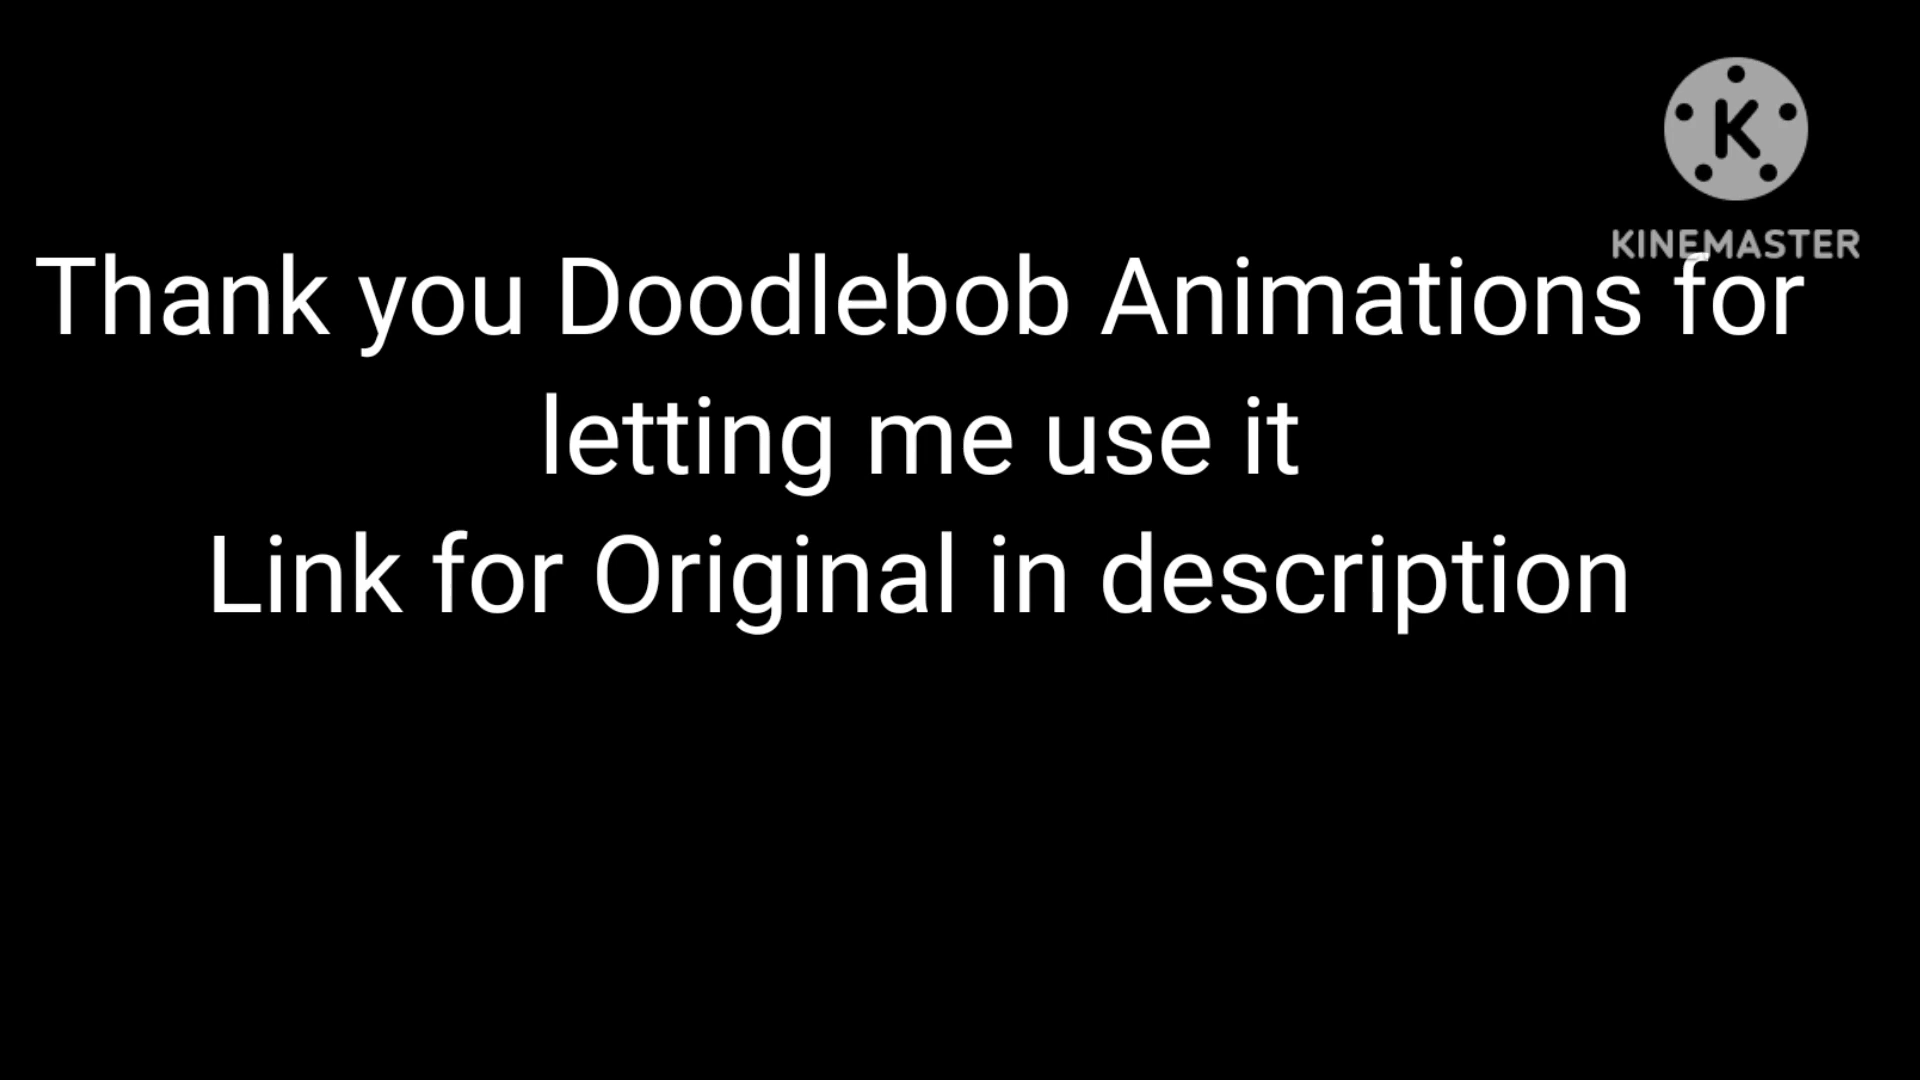 K
KINEMASTER
Thank you Doodlebob Animations for
letting me use it
Link for Original in description